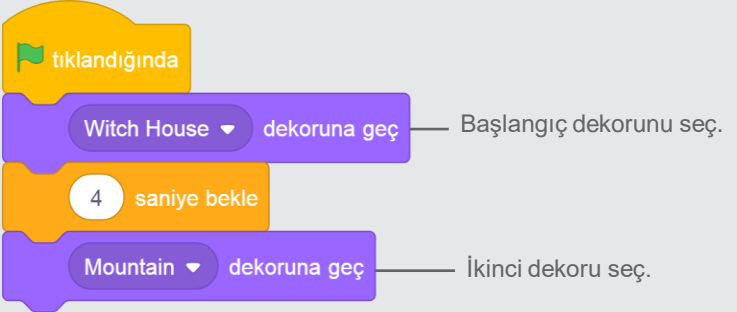 tıklandığında
Witch House dekoruna geç
Başlangıç dekorunu seç.
4 saniye bekle
Mountain dekoruna geç
İkinci dekoru seç.